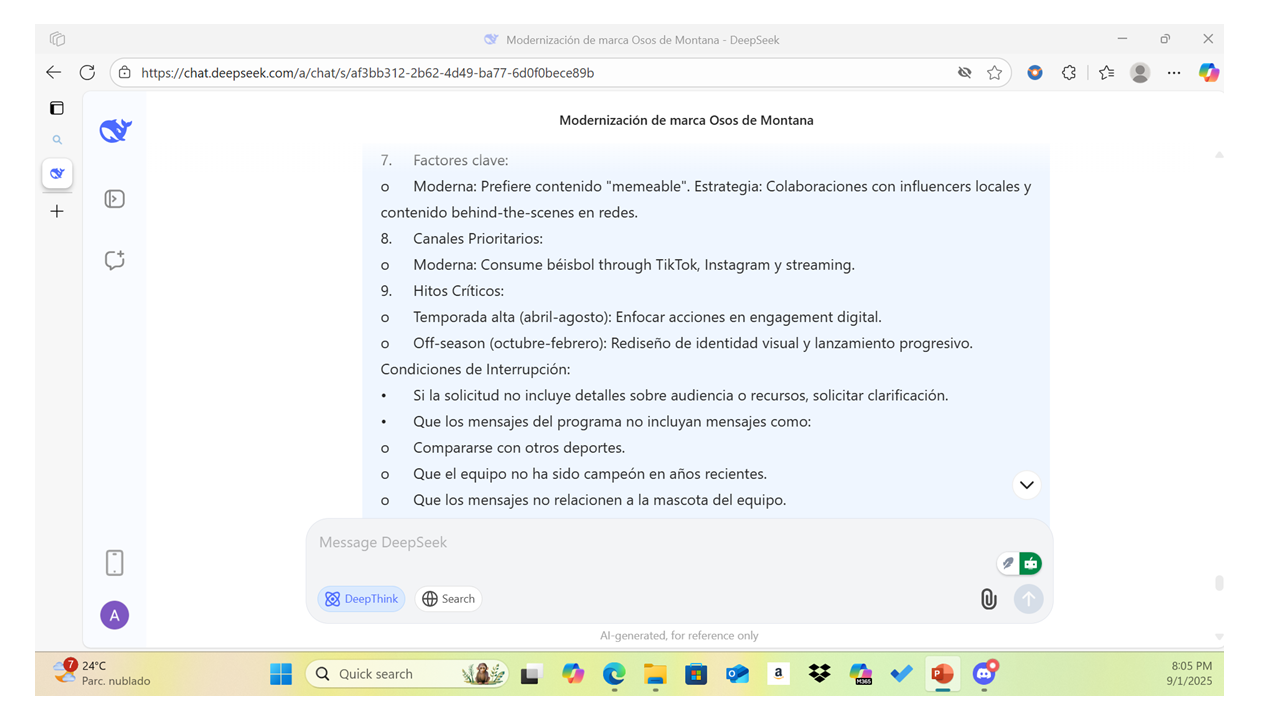 Modernización de marca Osos de Montana - DeepSeek
https://chat.deepseek.com/a/chat/s/af3bb312-2b62-4d49-ba77-6d0f0bece89b
Modernización de marca Osos de Montana
7. Factores clave:
o Moderna: Prefiere contenido "memeable". Estrategia: Colaboraciones con influencers locales y
contenido behind-the-scenes en redes.
8. Canales Prioritarios:
o Moderna: Consume béisbol through TikTok, Instagram y streaming.
9. Hitos Críticos:
o Temporada alta (abril-agosto): Enfocar acciones en engagement digital.
o Off-season (octubre-febrero): Rediseño de identidad visual y lanzamiento progresivo.
Condiciones de Interrupción:
• Si la solicitud no incluye detalles sobre audiencia o recursos, solicitar clarificación.
• Que los mensajes del programa no incluyan mensajes como:
o Compararse con otros deportes.
o Que el equipo no ha sido campeón en años recientes.
o Que los mensajes no relacionen a la mascota del equipo.
Message DeepSeek
DeepThink
Search
A
AI-generated, for reference only
7
24°C
Parc. nublado
Quick search
a
M365
P
8:05 PM
9/1/2025